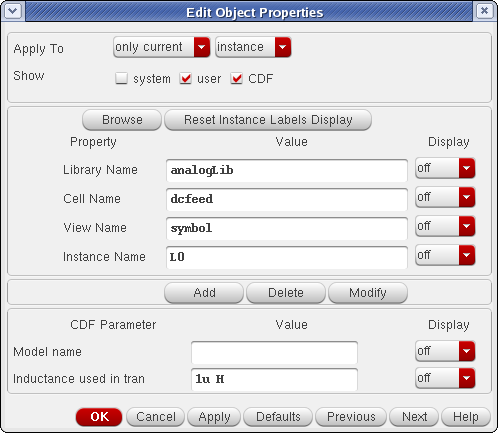 Edit Object Properties
Apply To only current instance
Show system user CDF
Browse Reset Instance Labels Display
Property Value Display
Library Name analogLib off
Cell Name dcfeed off
View Name symbol off
Instance Name L0 off
Add Delete Modify
CDF Parameter Value Display
Model name off
Inductance used in tran 1u H off
OK Cancel Apply Defaults Previous Next Help